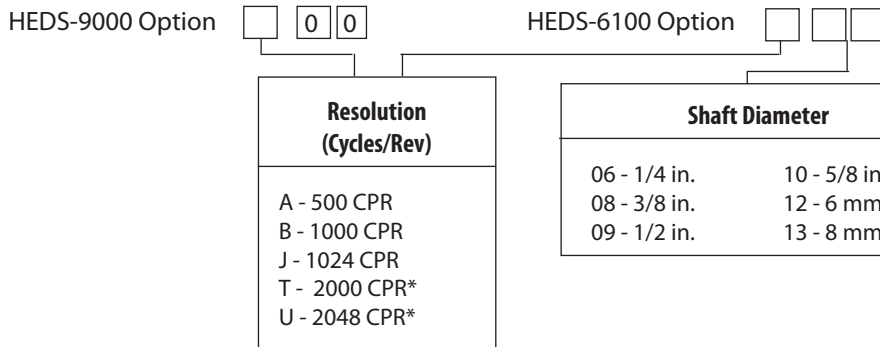 HEDS-9000 Option 0 0
HEDS-6100 Option
Resolution
(Cycles/Rev)
A - 500 CPR
B - 1000 CPR
J - 1024 CPR
T - 2000 CPR*
U - 2048 CPR*
Shaft Diameter
06 - 1/4 in. 10 - 5/8 in
08 - 3/8 in. 12 - 6 mm
09 - 1/2 in. 13 - 8 mm